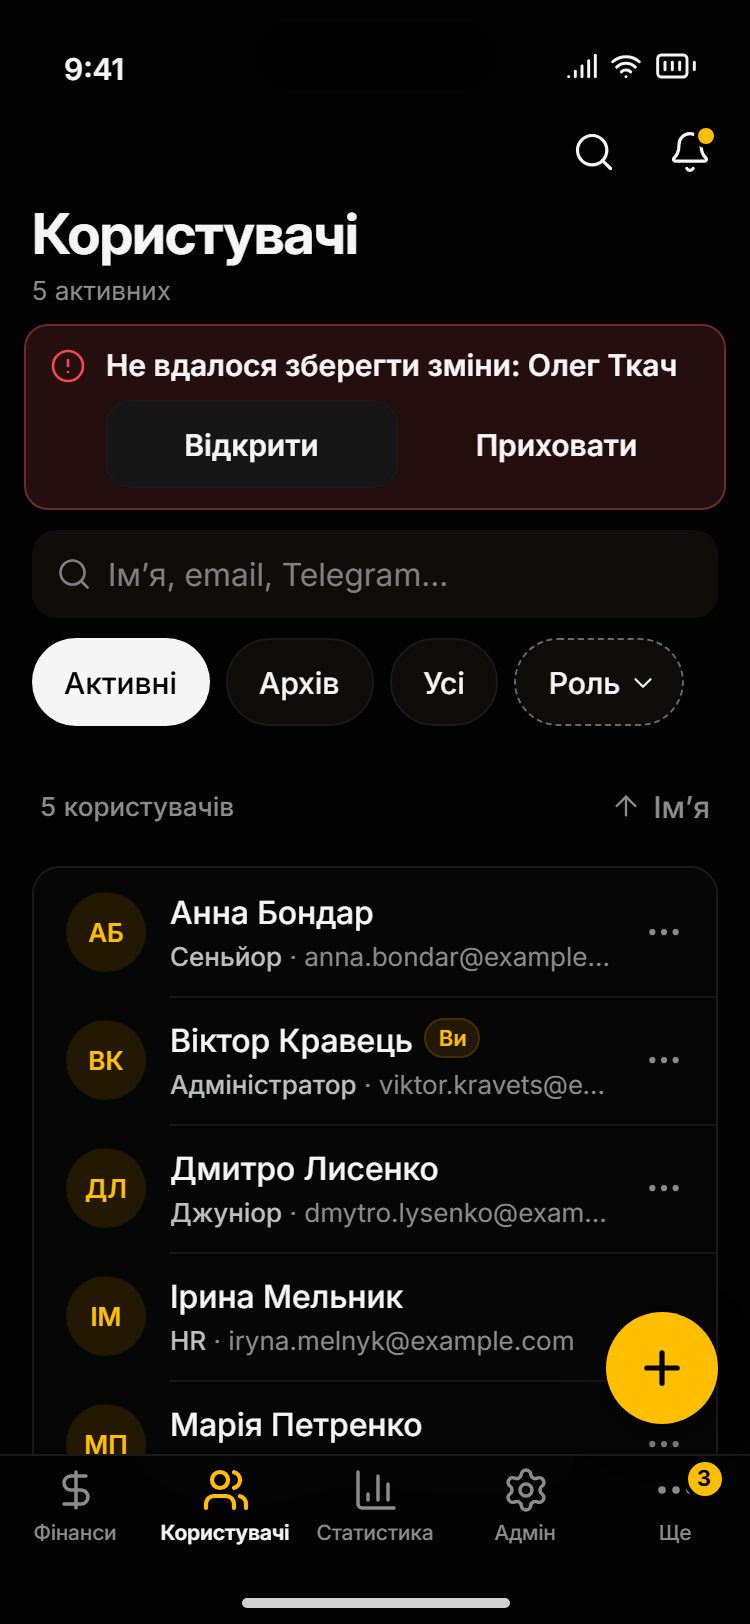 9:41
Користувачі
5 активних
Не вдалося зберегти зміни: Олег Ткач
Відкрити
Приховати
Ім’я, email, Telegram...
Активні
Архів
Усі
Роль
5 користувачів
Ім’я
АБ
Анна Бондар
Сеньйор · anna.bondar@example...
ВК
Віктор Кравець Ви
Адміністратор · viktor.kravets@e...
ДЛ
Дмитро Лисенко
Джуніор · dmytro.lysenko@exam...
ІМ
Ірина Мельник
HR · iryna.melnyk@example.com
МП
Марія Петренко
3
Фінанси
Користувачі
Статистика
Адмін
Ще